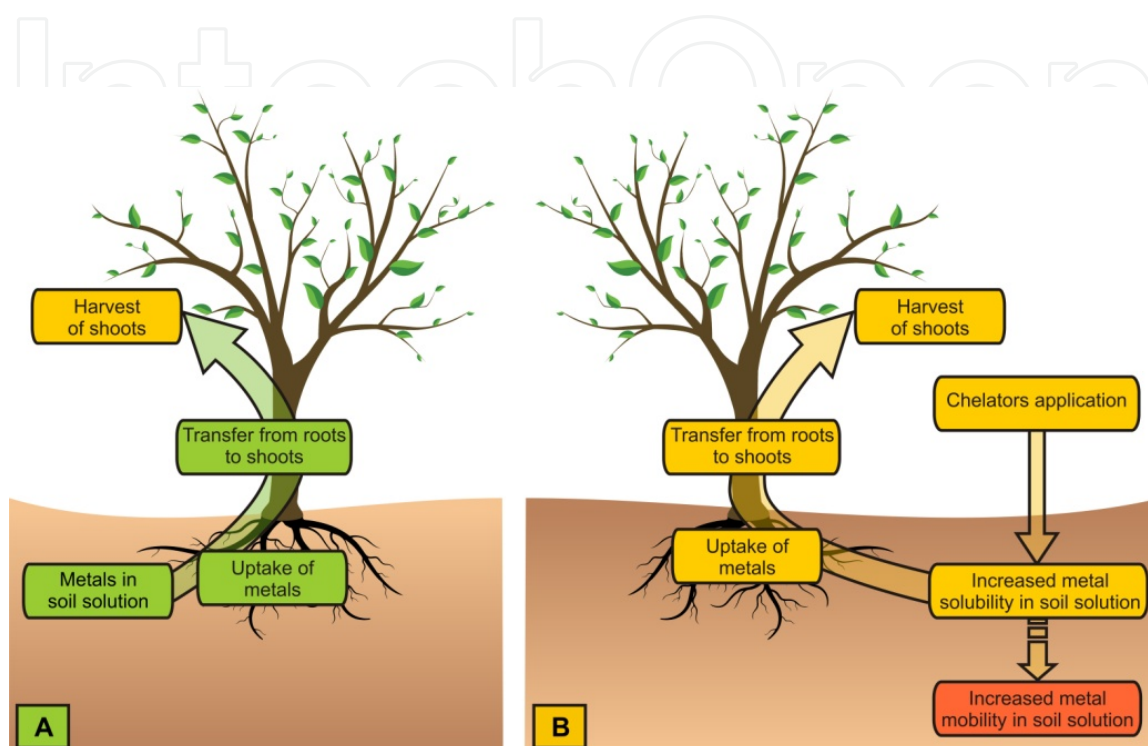 IntechOpen
Harvest
of shoots
Transfer from roots
to shoots
Metals in
soil solution
Uptake of
metals
A
Harvest
of shoots
Chelators application
Transfer from roots
to shoots
Uptake of
metals
Increased metal
solubility in soil solution
Increased metal
mobility in soil solution
B